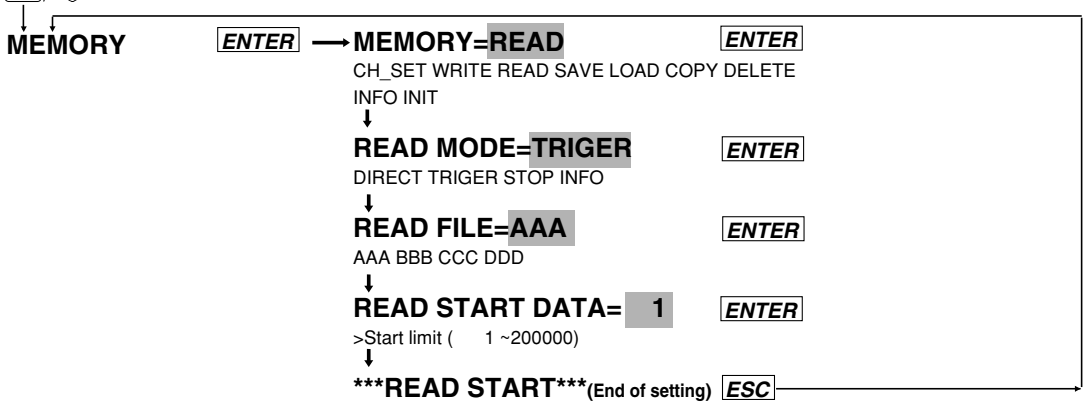 MEMORY ENTER MEMORY=READ ENTER
CH_SET WRITE READ SAVE LOAD COPY DELETE
INFO INIT
READ MODE=TRIGER ENTER
DIRECT TRIGER STOP INFO
READ FILE=AAA ENTER
AAA BBB CCC DDD
READ START DATA= 1 ENTER
>Start limit ( 1 ~200000)
***READ START***(End of setting) ESC